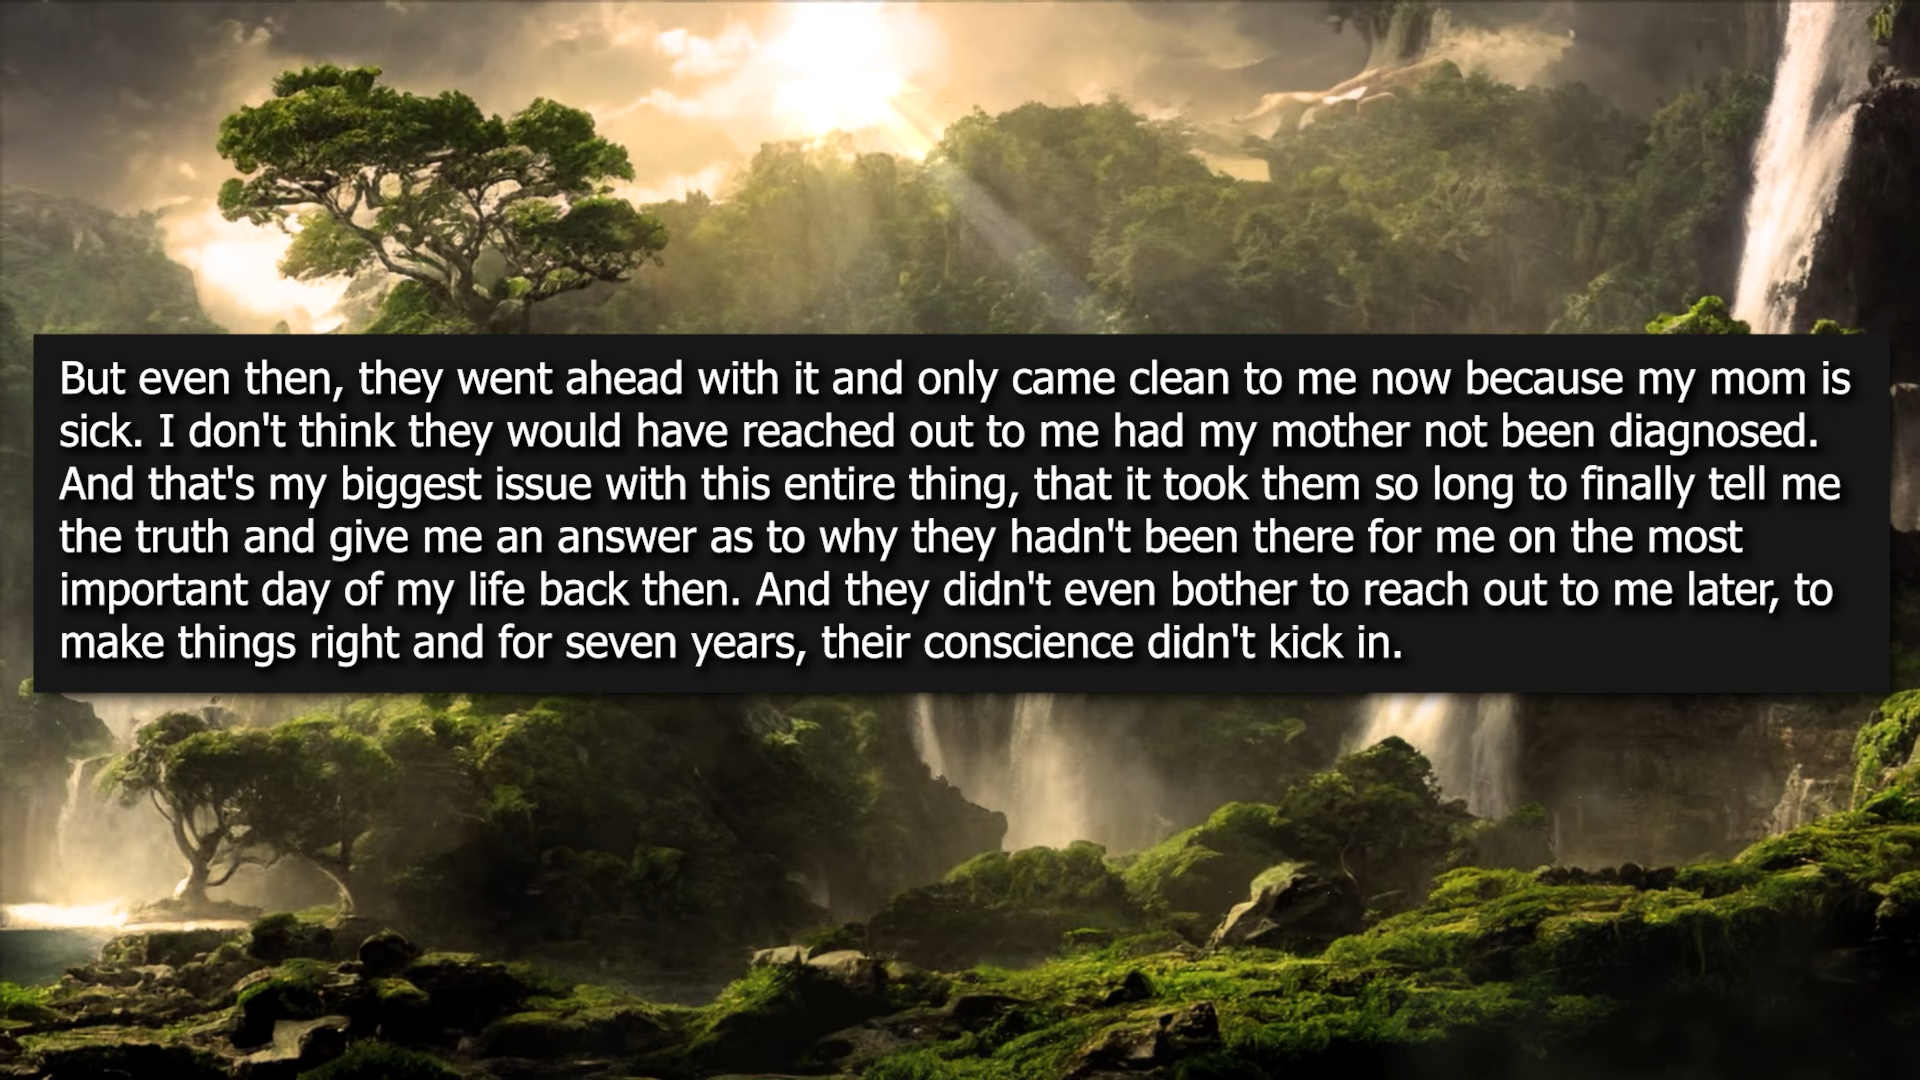 But even then, they went ahead with it and only came clean to me now because my mom is
sick. I don't think they would have reached out to me had my mother not been diagnosed.
And that's my biggest issue with this entire thing, that it took them so long to finally tell me
the truth and give me an answer as to why they hadn't been there for me on the most
important day of my life back then. And they didn't even bother to reach out to me later, to
make things right and for seven years, their conscience didn't kick in.